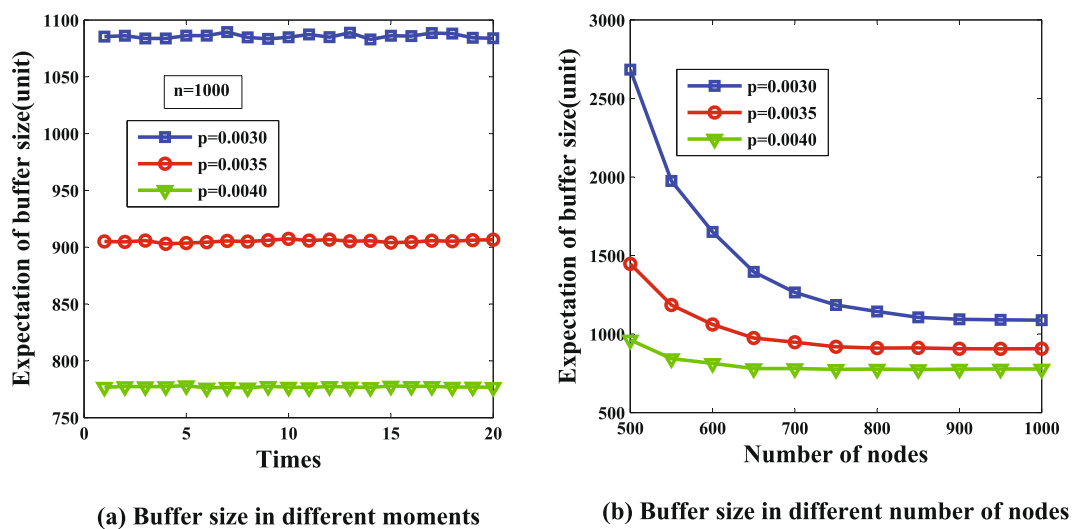 1100
1050
1000
950
900
850
800
750
0
5
10
15
20
Expectation of buffer size(unit)
Times
n=1000
p=0.0030
p=0.0035
p=0.0040
(a) Buffer size in different moments
3000
2500
2000
1500
1000
500
500
600
700
800
900
1000
Expectation of buffer size(unit)
Number of nodes
p=0.0030
p=0.0035
p=0.0040
(b) Buffer size in different number of nodes